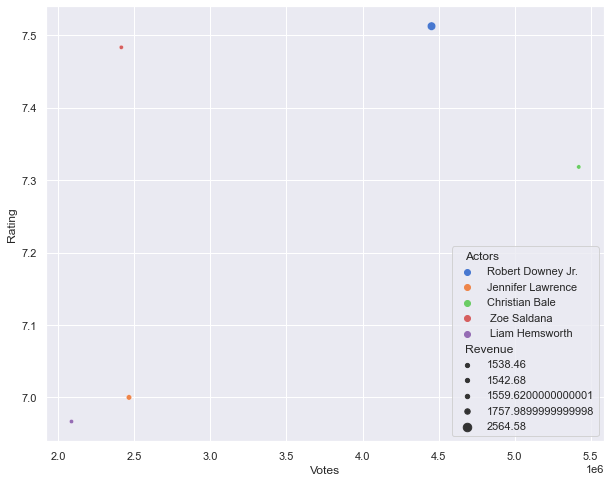 7.5
7.4
7.3
7.2
7.1
7.0
Rating
2.0 2.5 3.0 3.5 4.0 4.5 5.0 5.5
1e6
Votes
Actors
Robert Downey Jr.
Jennifer Lawrence
Christian Bale
Zoe Saldana
Liam Hemsworth
Revenue
1538.46
1542.68
1559.6200000000001
1757.9899999999998
2564.58